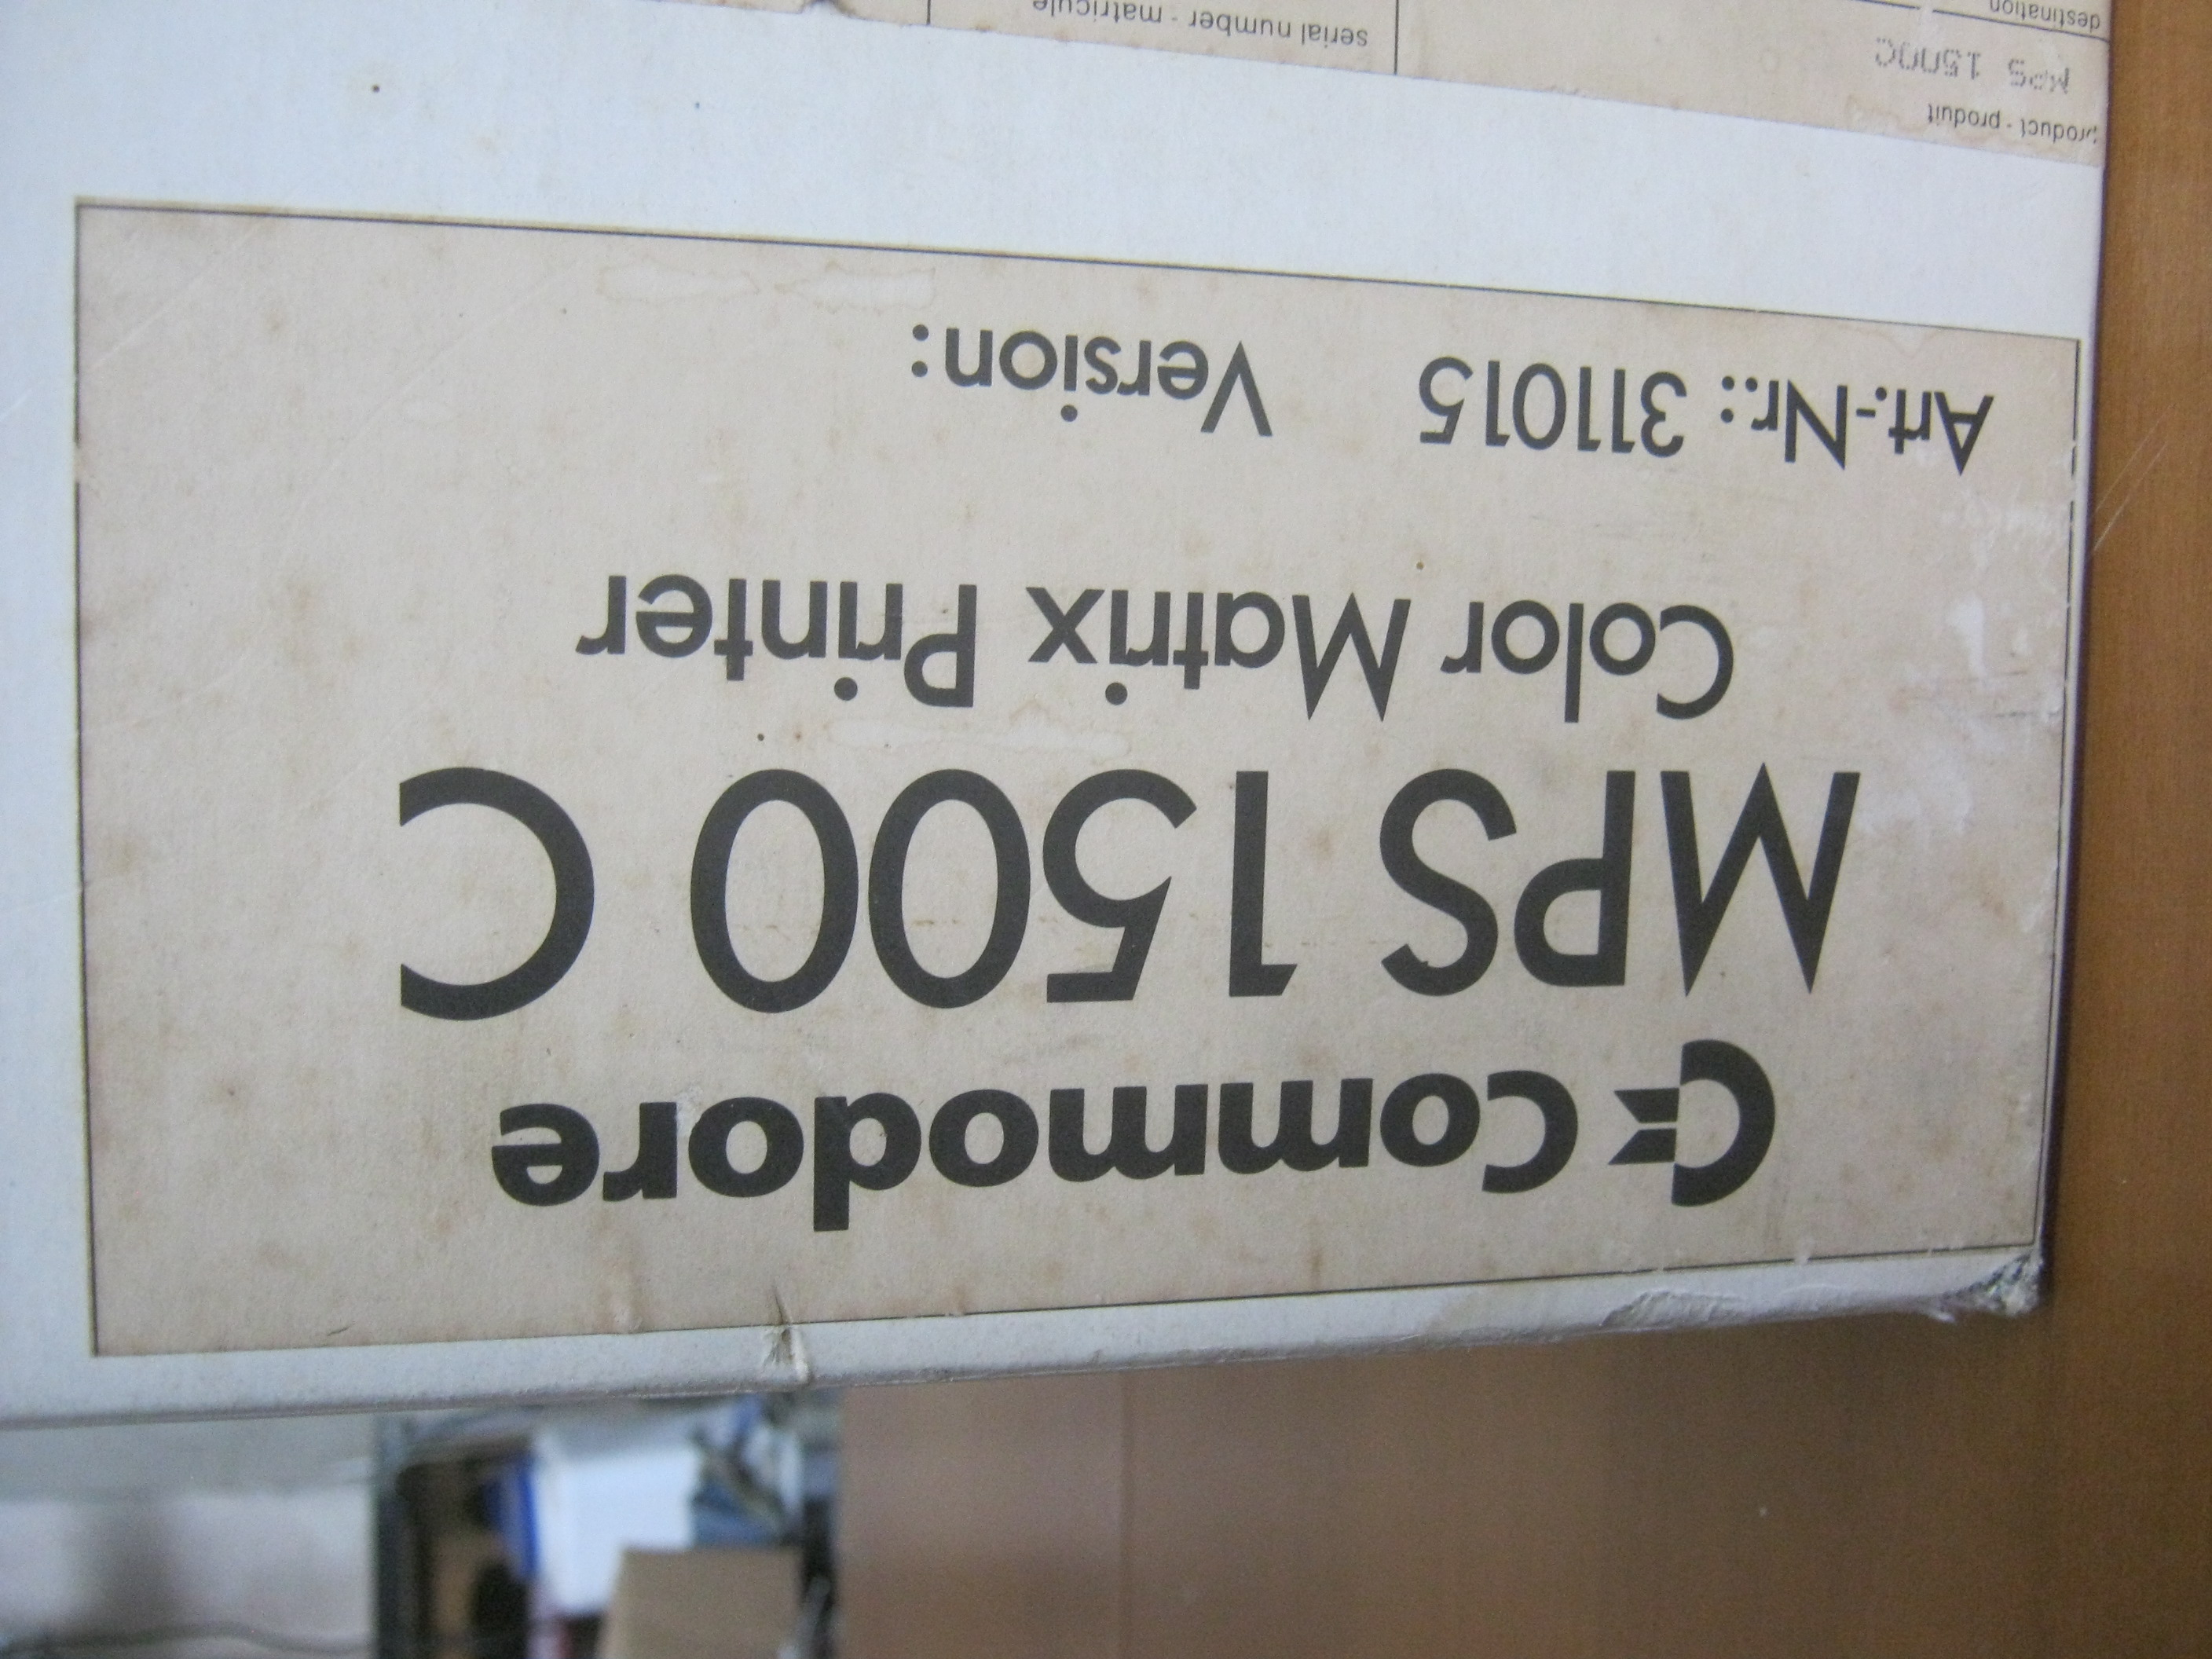 Commodore
MPS 1500 C
Color Matrix Printer
Art.-Nr.: 311015 Version:
product - produit
MPS 1500C
destination
serial number - matricule